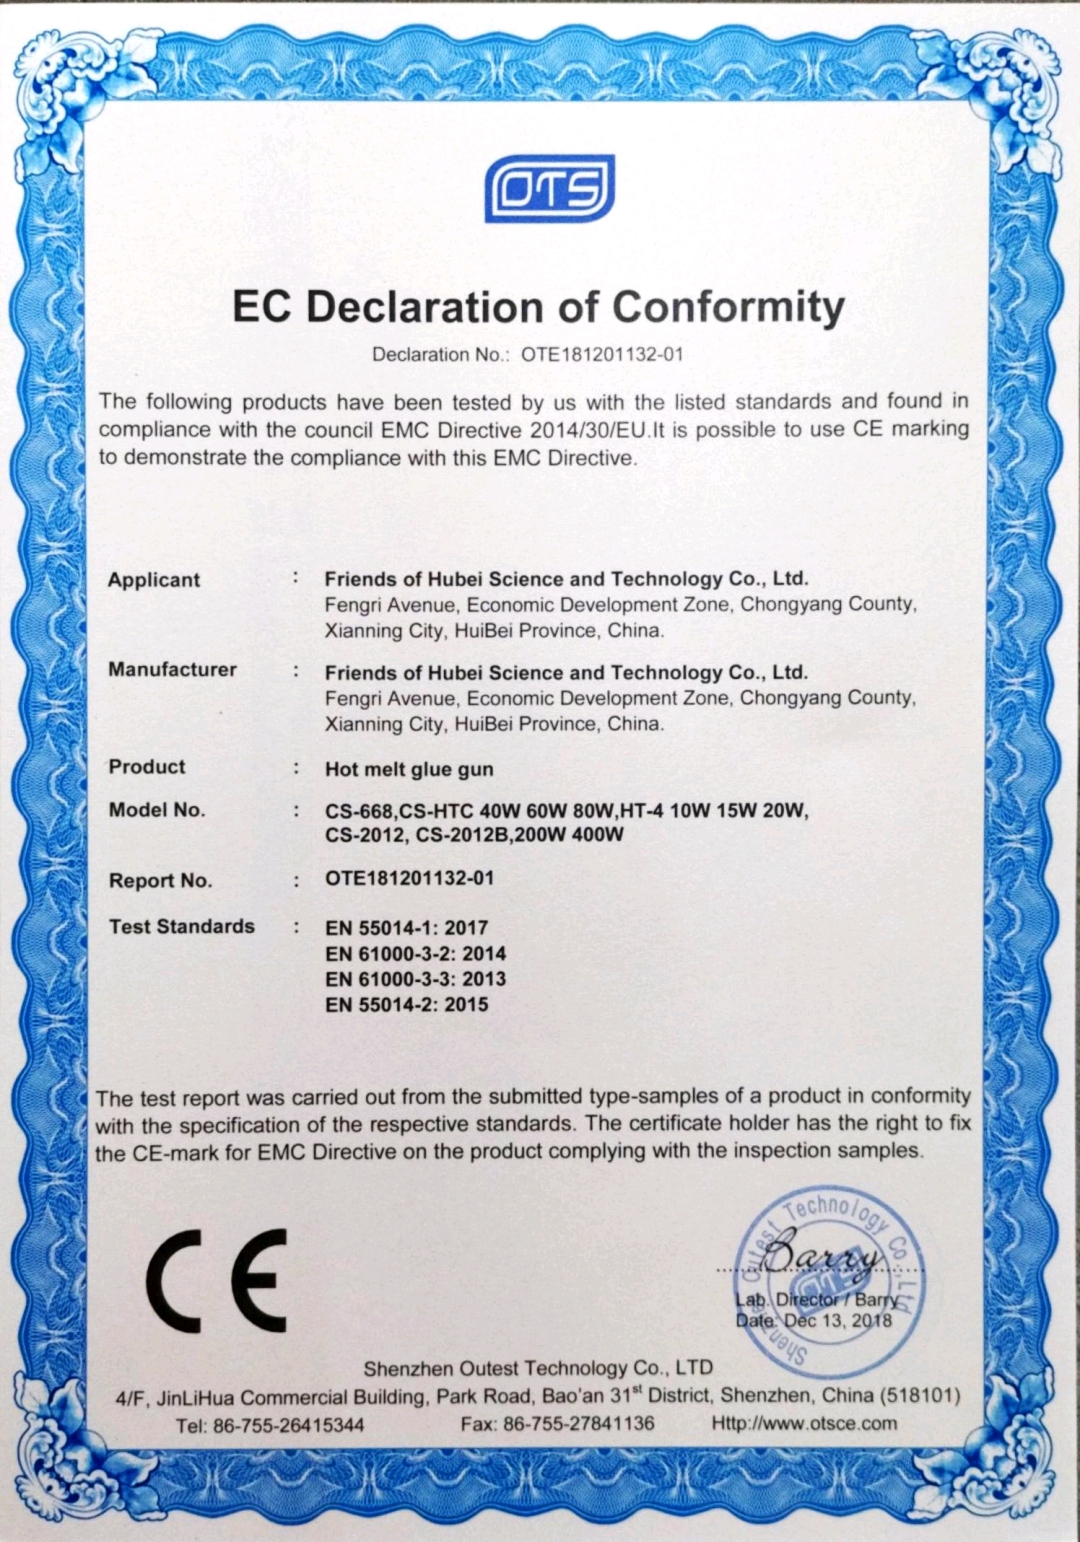 OTS
EC Declaration of Conformity
Declaration No.: OTE181201132-01
The following products have been tested by us with the listed standards and found in
compliance with the council EMC Directive 2014/30/EU.It is possible to use CE marking
to demonstrate the compliance with this EMC Directive.
Applicant : Friends of Hubei Science and Technology Co., Ltd.
Fengri Avenue, Economic Development Zone, Chongyang County,
Xianning City, HuiBei Province, China.
Manufacturer : Friends of Hubei Science and Technology Co., Ltd.
Fengri Avenue, Economic Development Zone, Chongyang County,
Xianning City, HuiBei Province, China.
Product : Hot melt glue gun
Model No. : CS-668,CS-HTC 40W 60W 80W,HT-4 10W 15W 20W,
CS-2012, CS-2012B,200W 400W
Report No. : OTE181201132-01
Test Standards : EN 55014-1: 2017
EN 61000-3-2: 2014
EN 61000-3-3: 2013
EN 55014-2: 2015
The test report was carried out from the submitted type-samples of a product in conformity
with the specification of the respective standards. The certificate holder has the right to fix
the CE-mark for EMC Directive on the product complying with the inspection samples.
CE
Shenzhen Outest Technology Co., Ltd
OTS
Barry
Lab. Director / Barry
Date: Dec 13, 2018
Shenzhen Outest Technology Co., LTD
4/F, JinLiHua Commercial Building, Park Road, Bao'an 31st District, Shenzhen, China (518101)
Tel: 86-755-26415344 Fax: 86-755-27841136 Http://www.otsce.com